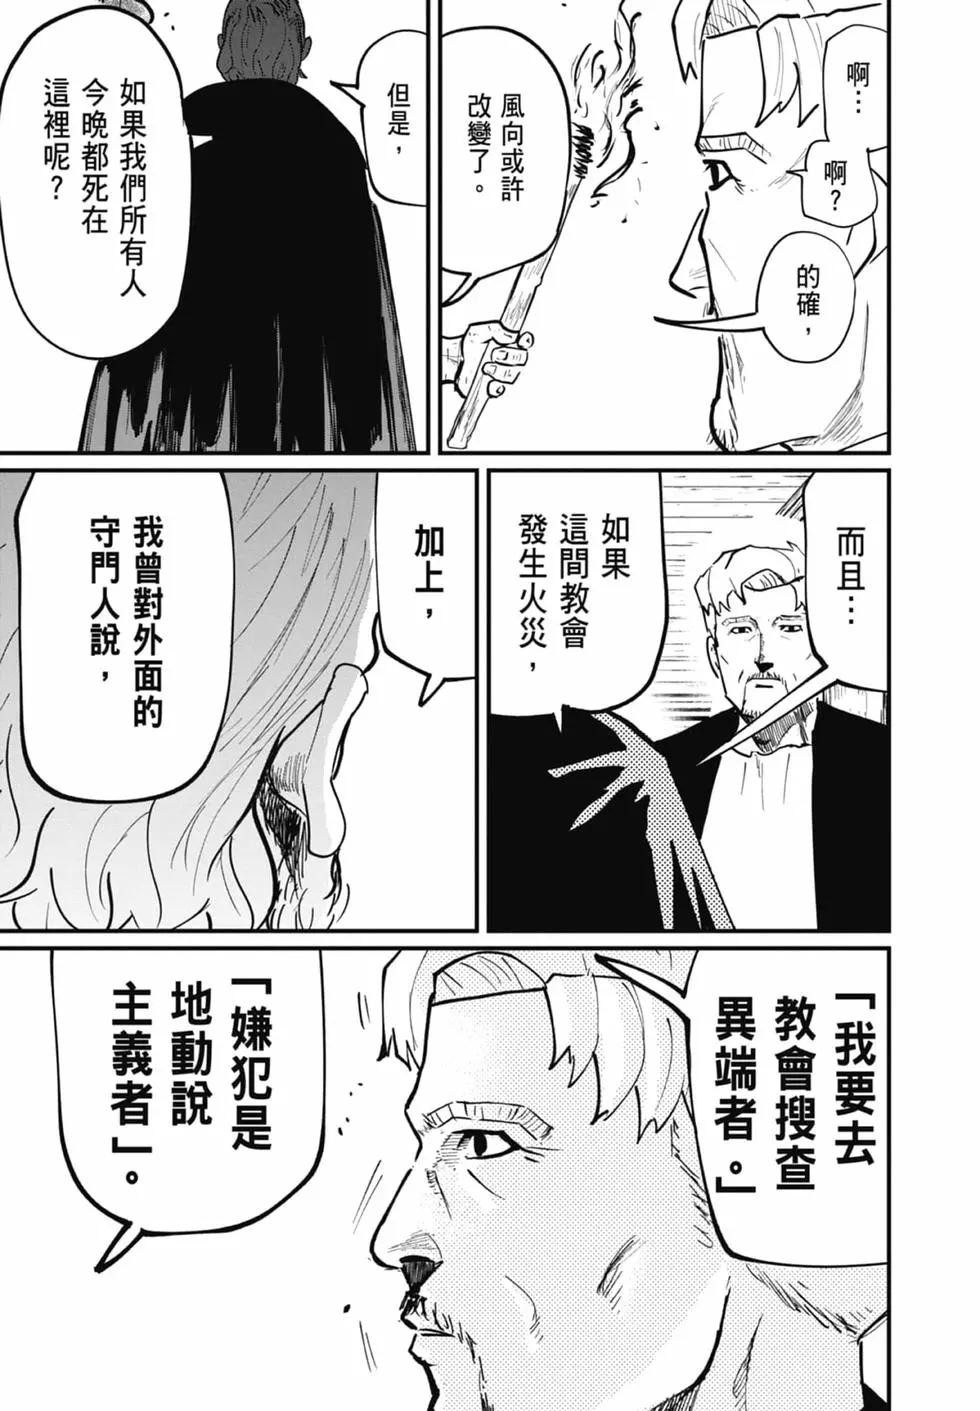 啊…
啊？
的確，
風向或許
改變了。
但是，
如果我們所有人
今晚都死在
這裡呢？
而且…
如果
這間教會
發生火災，
加上，
我曾對外面的
守門人說，
「我要去
教會搜查
異端者。」
「嫌犯是
地動說
主義者」。